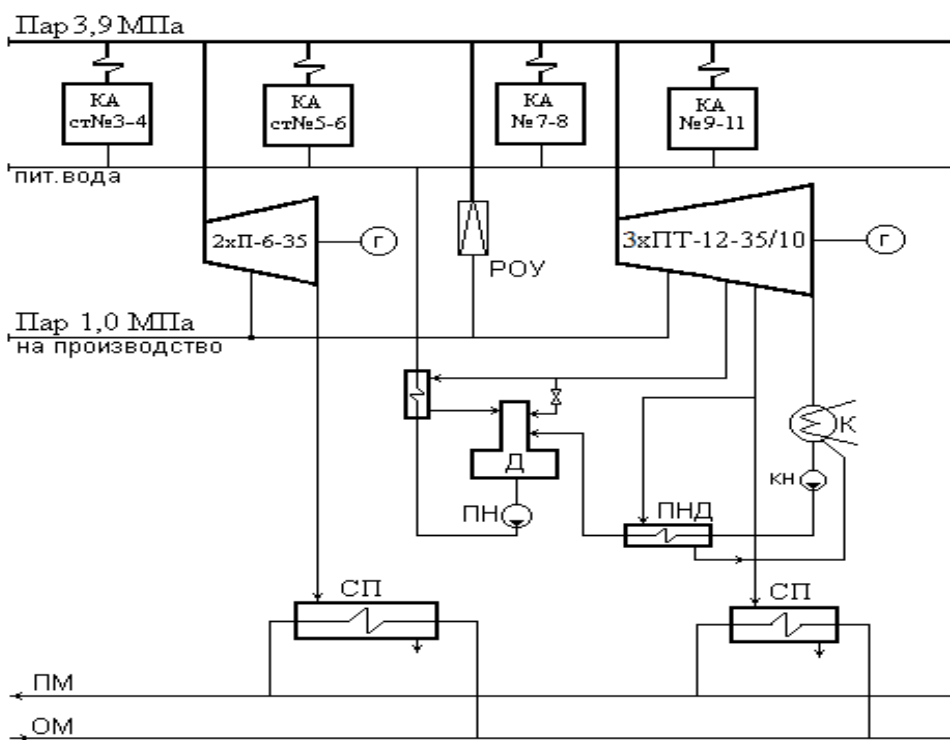 Пар 3,9 МПа
КА
ст№3-4
КА
ст№5-6
КА
№7-8
КА
№9-11
пит.вода
2хП-6-35
Г
РОУ
3хПТ-12-35/10
Г
Пар 1,0 МПа
на производство
К
Д
ПН
КН
ПНД
СП
СП
ПМ
ОМ